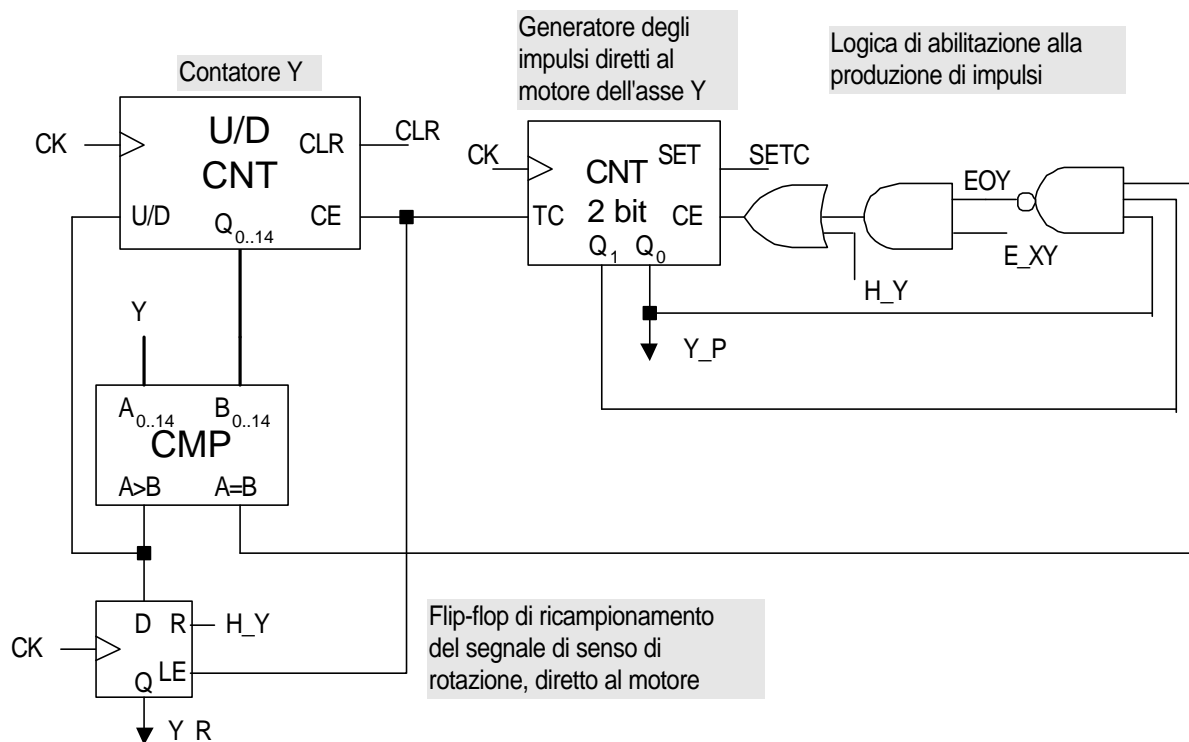 Contatore Y
Generatore degli
impulsi diretti al
motore dell'asse Y
Logica di abilitazione alla
produzione di impulsi
CK
U/D
CNT
CLR
CLR
U/D
Q0..14
CE
CK
CNT
2 bit
SET
SETC
TC
CE
Q1 Q0
EOY
E_XY
H_Y
Y_P
Y
A0..14 B0..14
CMP
A>B A=B
CK
D
R
H_Y
LE
Q
Y_R
Flip-flop di ricampionamento
del segnale di senso di
rotazione, diretto al motore